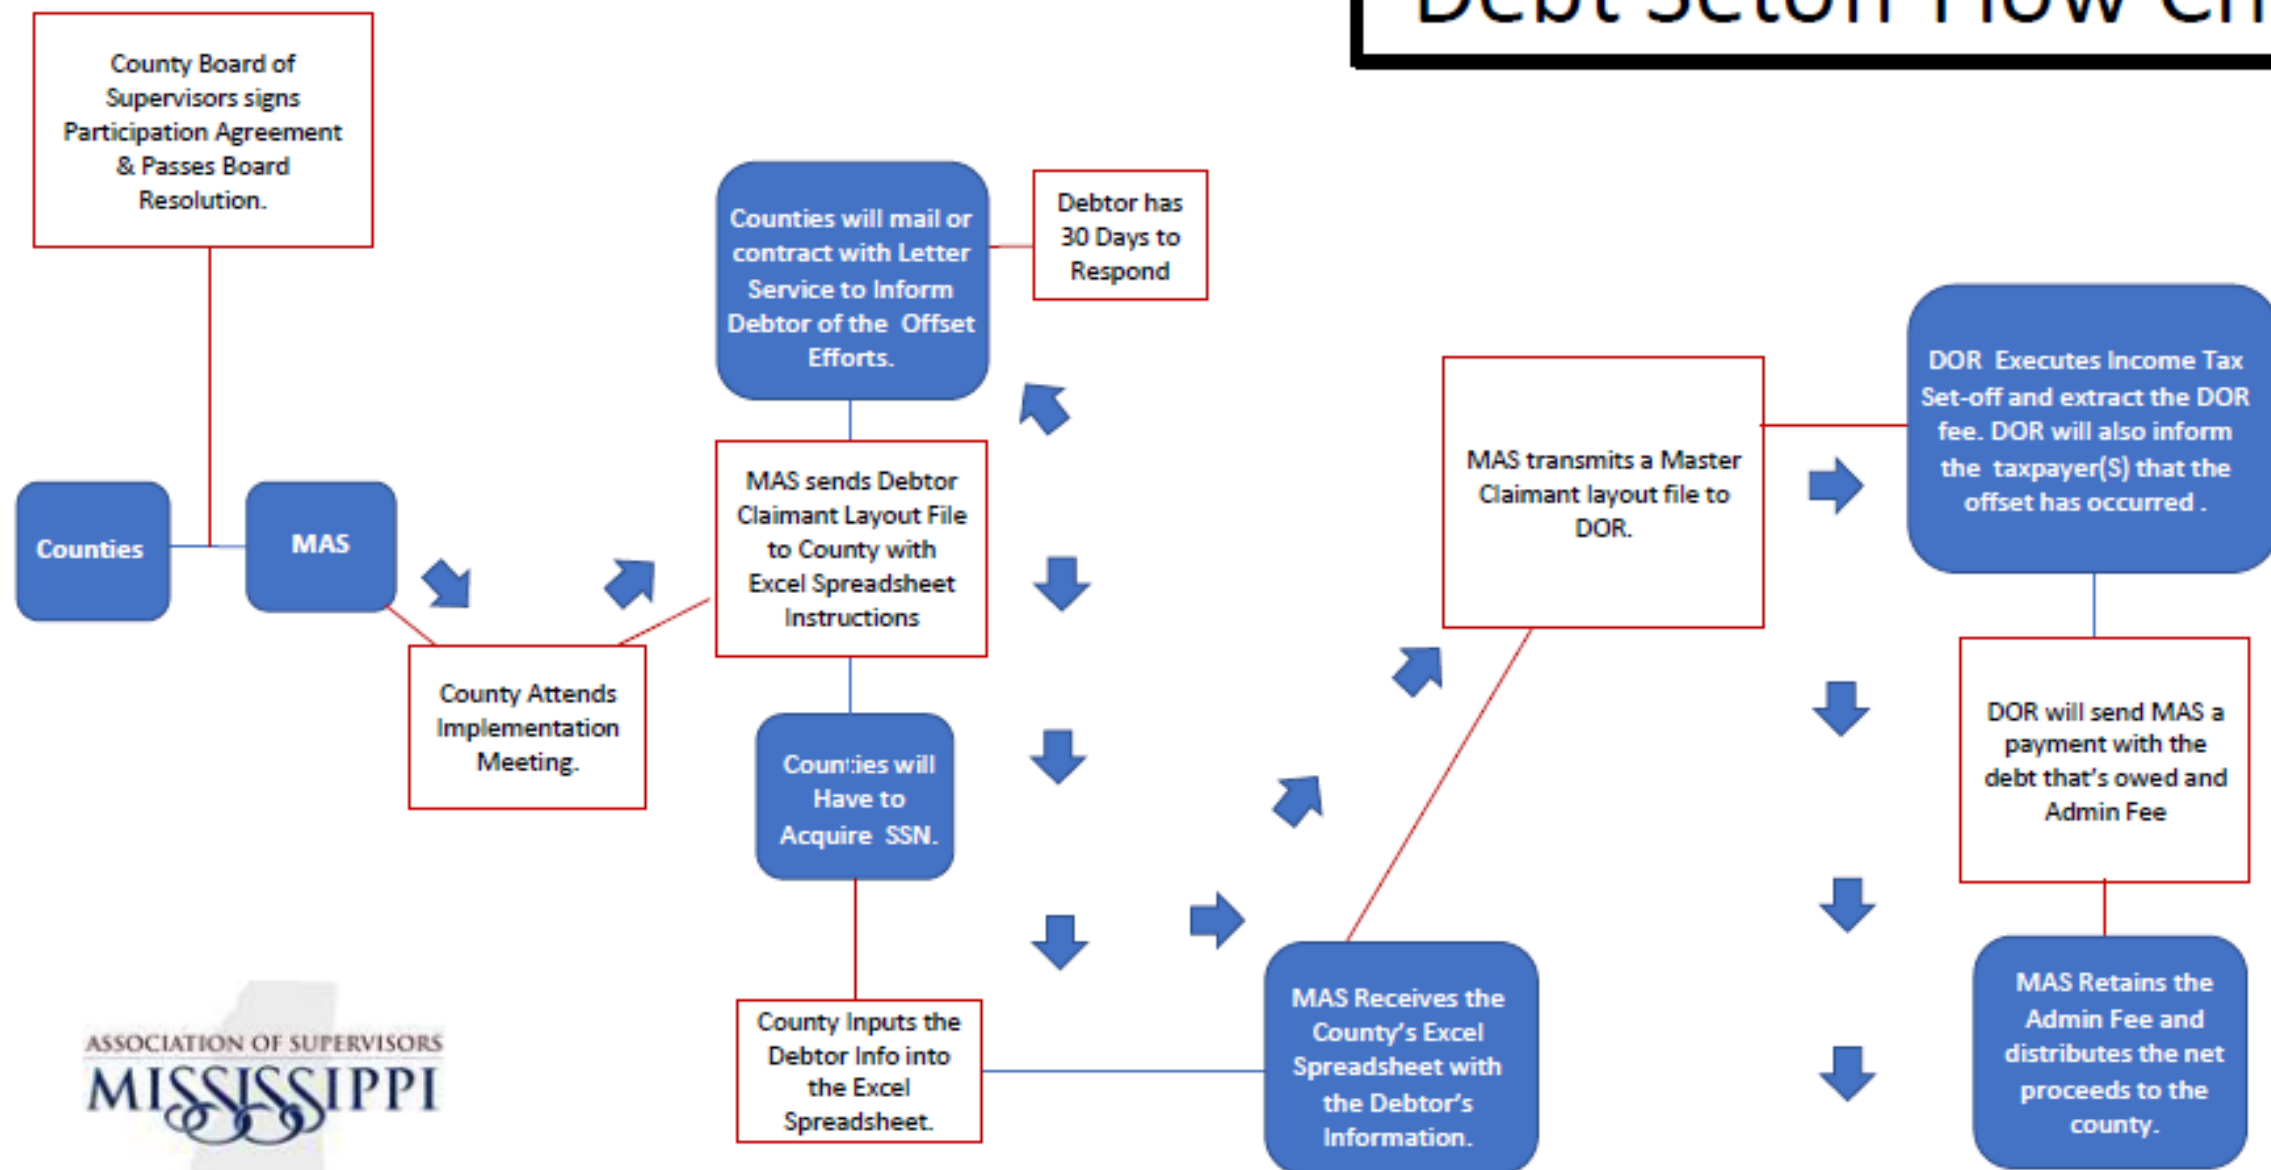 Debt Setoff Flow Ch
County Board of
Supervisors signs
Participation Agreement
& Passes Board
Resolution.
Counties
MAS
County Attends
Implementation
Meeting.
Counties will mail or
contract with Letter
Service to Inform
Debtor of the Offset
Efforts.
Debtor has
30 Days to
Respond
MAS sends Debtor
Claimant Layout File
to County with
Excel Spreadsheet
Instructions
Counties will
Have to
Acquire SSN.
County Inputs the
Debtor Info into
the Excel
Spreadsheet.
MAS Receives the
County's Excel
Spreadsheet with
the Debtor's
Information.
MAS transmits a Master
Claimant layout file to
DOR.
DOR Executes Income Tax
Set-off and extract the DOR
fee. DOR will also inform
the taxpayer(S) that the
offset has occurred .
DOR will send MAS a
payment with the
debt that's owed and
Admin Fee
MAS Retains the
Admin Fee and
distributes the net
proceeds to the
county.
ASSOCIATION OF SUPERVISORS
MISSISSIPPI